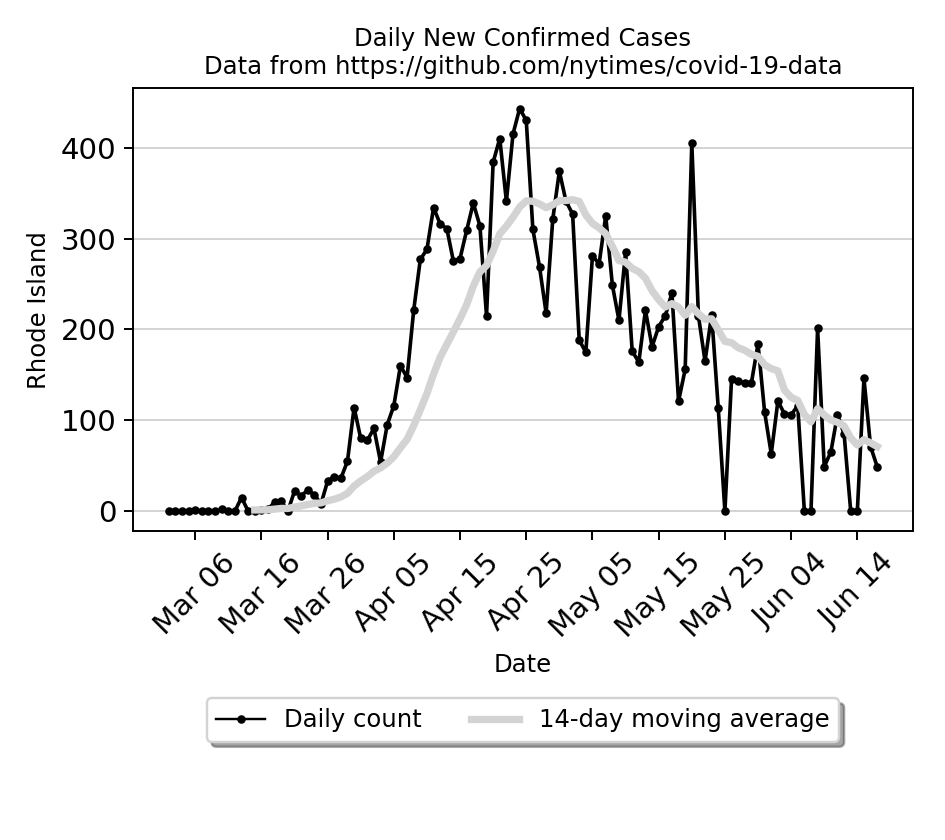 Daily New Confirmed Cases
Data from https://github.com/nytimes/covid-19-data
Rhode Island
400
300
200
100
0
Mar 06
Mar 16
Mar 26
Apr 05
Apr 15
Apr 25
May 05
May 15
May 25
Jun 04
Jun 14
Date
Daily count
14-day moving average